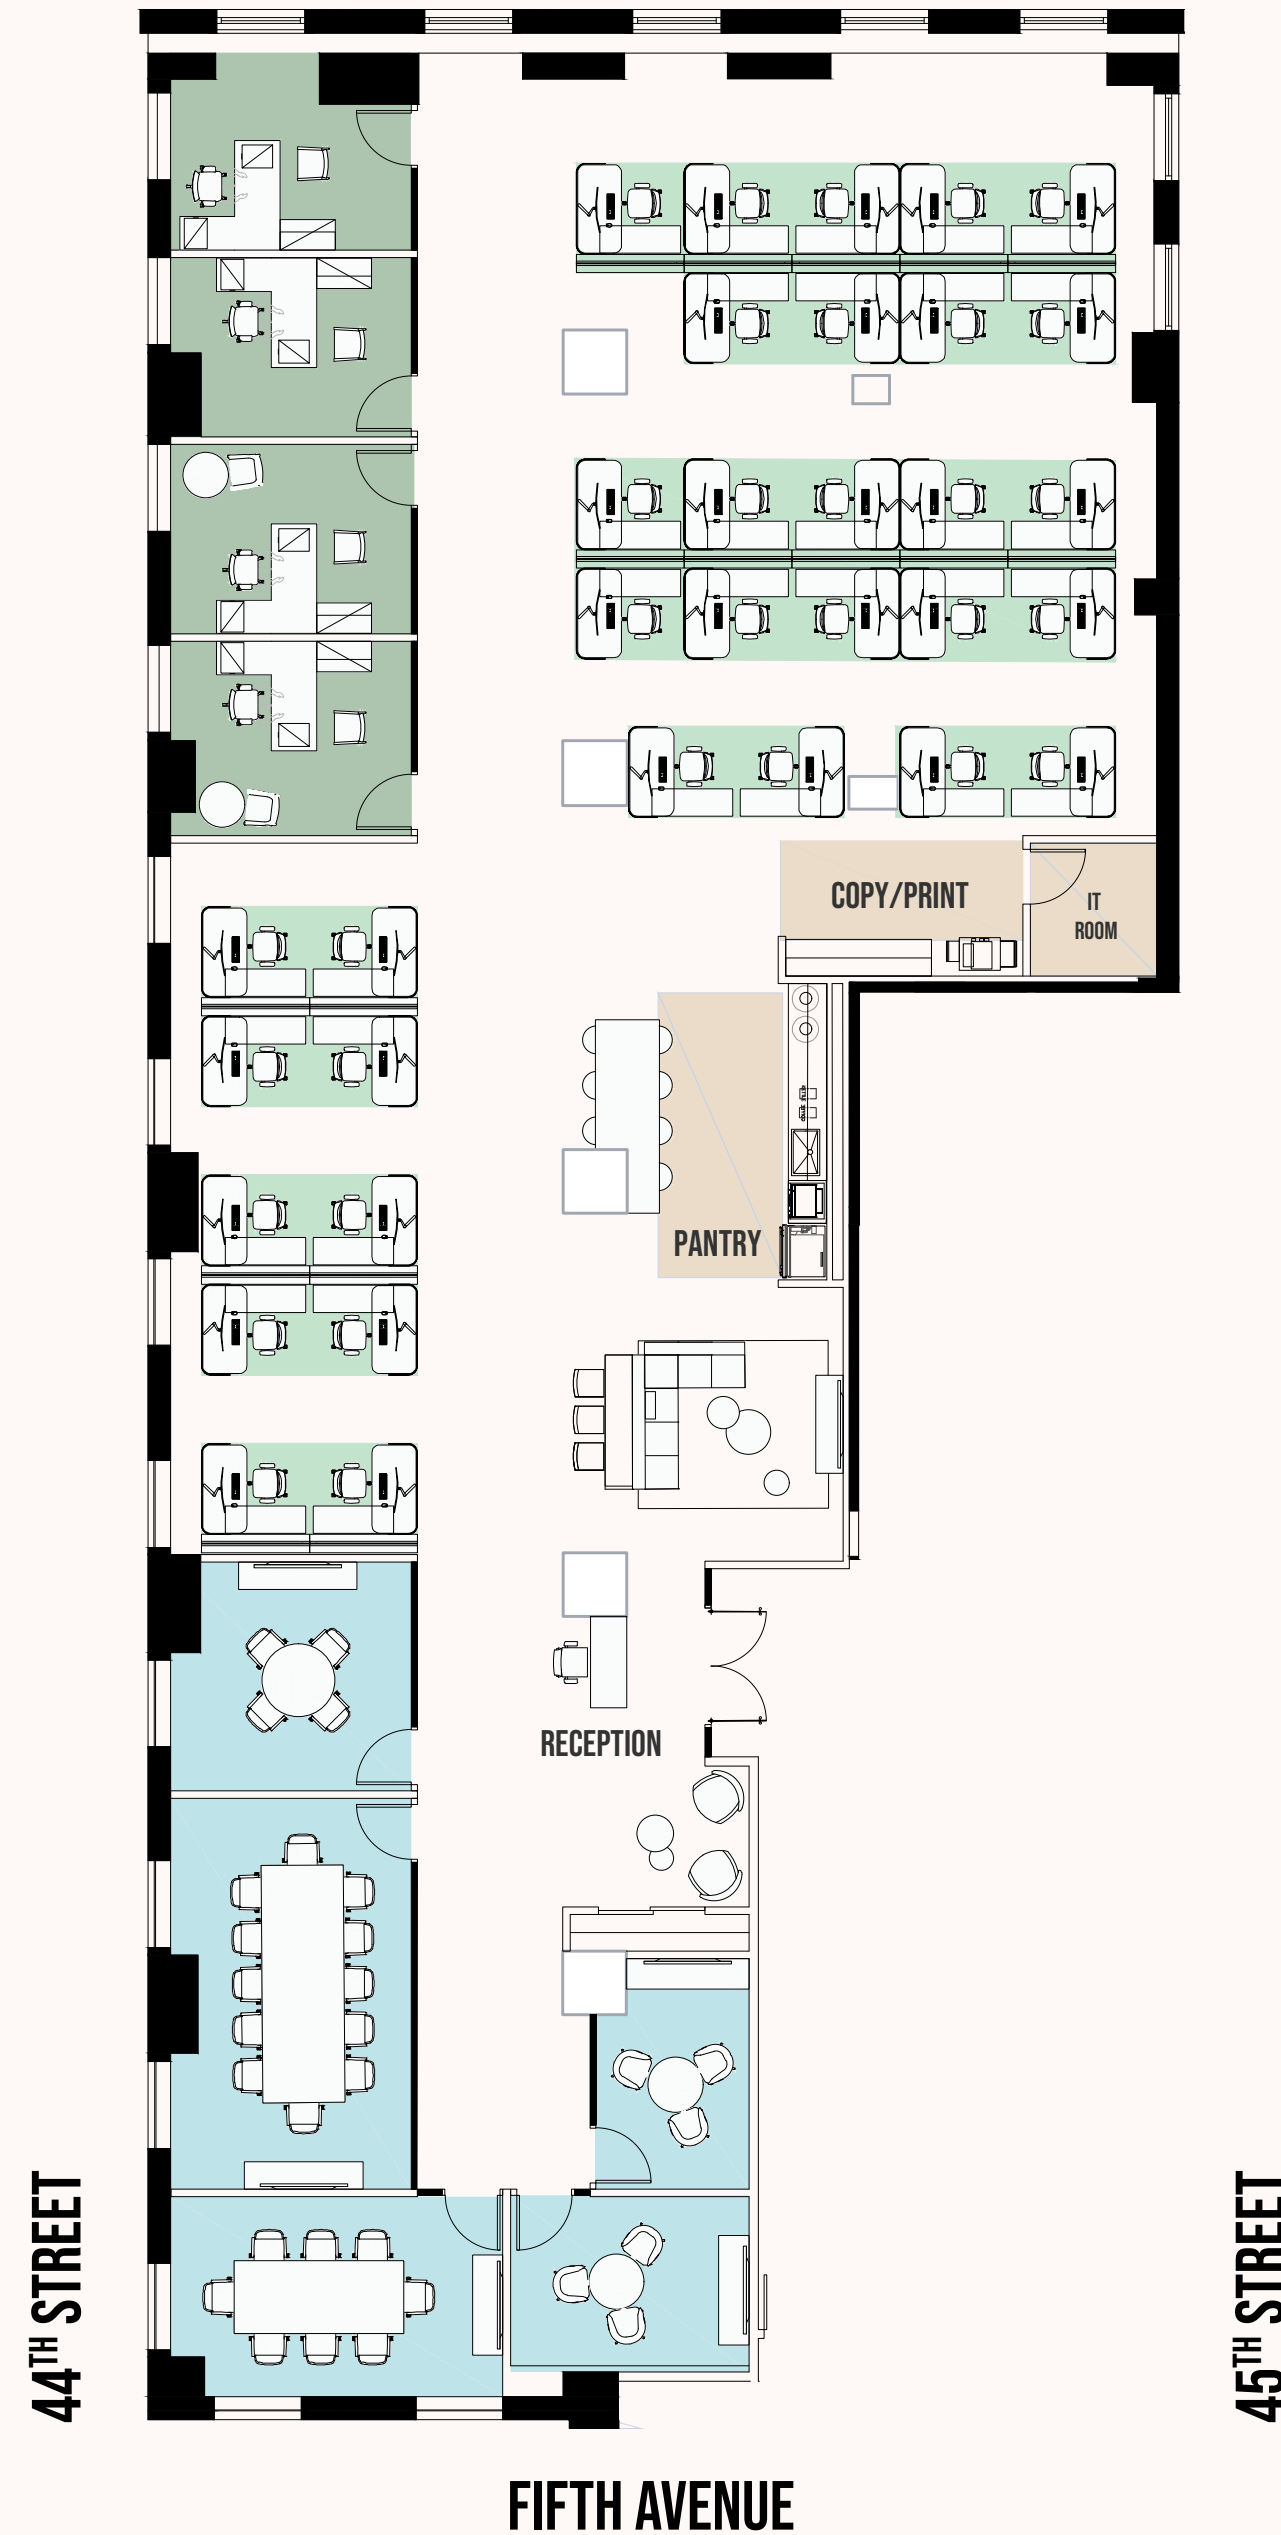 COPY/PRINT
IT
ROOM
PANTRY
RECEPTION
44TH STREET
45TH STREET
FIFTH AVENUE